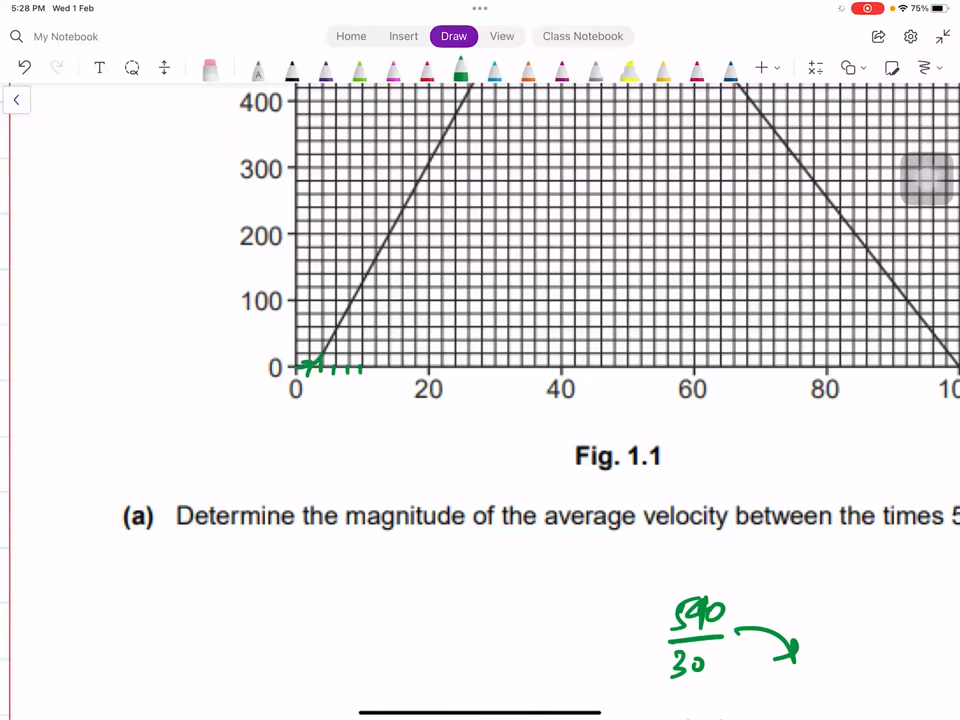 5:28 PM Wed 1 Feb
75%
My Notebook
Home Insert Draw View Class Notebook
T
A
400
300
200
100
0
0 20 40 60 80 10
Fig. 1.1
(a) Determine the magnitude of the average velocity between the times 5
540
30